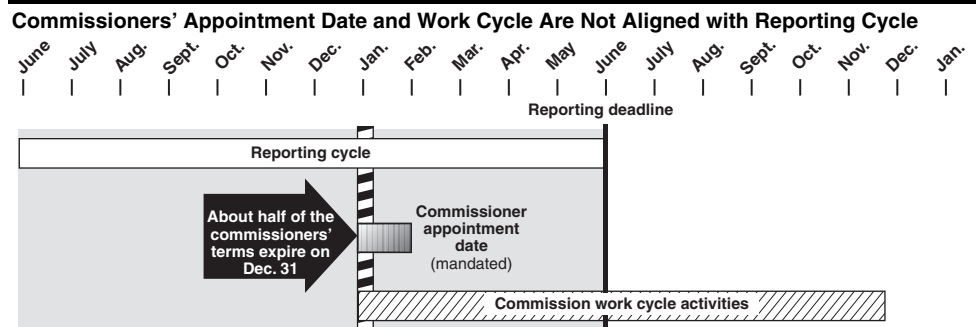 Commissioners' Appointment Date and Work Cycle Are Not Aligned with Reporting Cycle
June July Aug. Sept. Oct. Nov. Dec. Jan. Feb. Mar. Apr. May June July Aug. Sept. Oct. Nov. Dec. Jan.
Reporting deadline
Reporting cycle
About half of the
commissioners'
terms expire on
Dec. 31
Commissioner
appointment
date
(mandated)
Commission work cycle activities